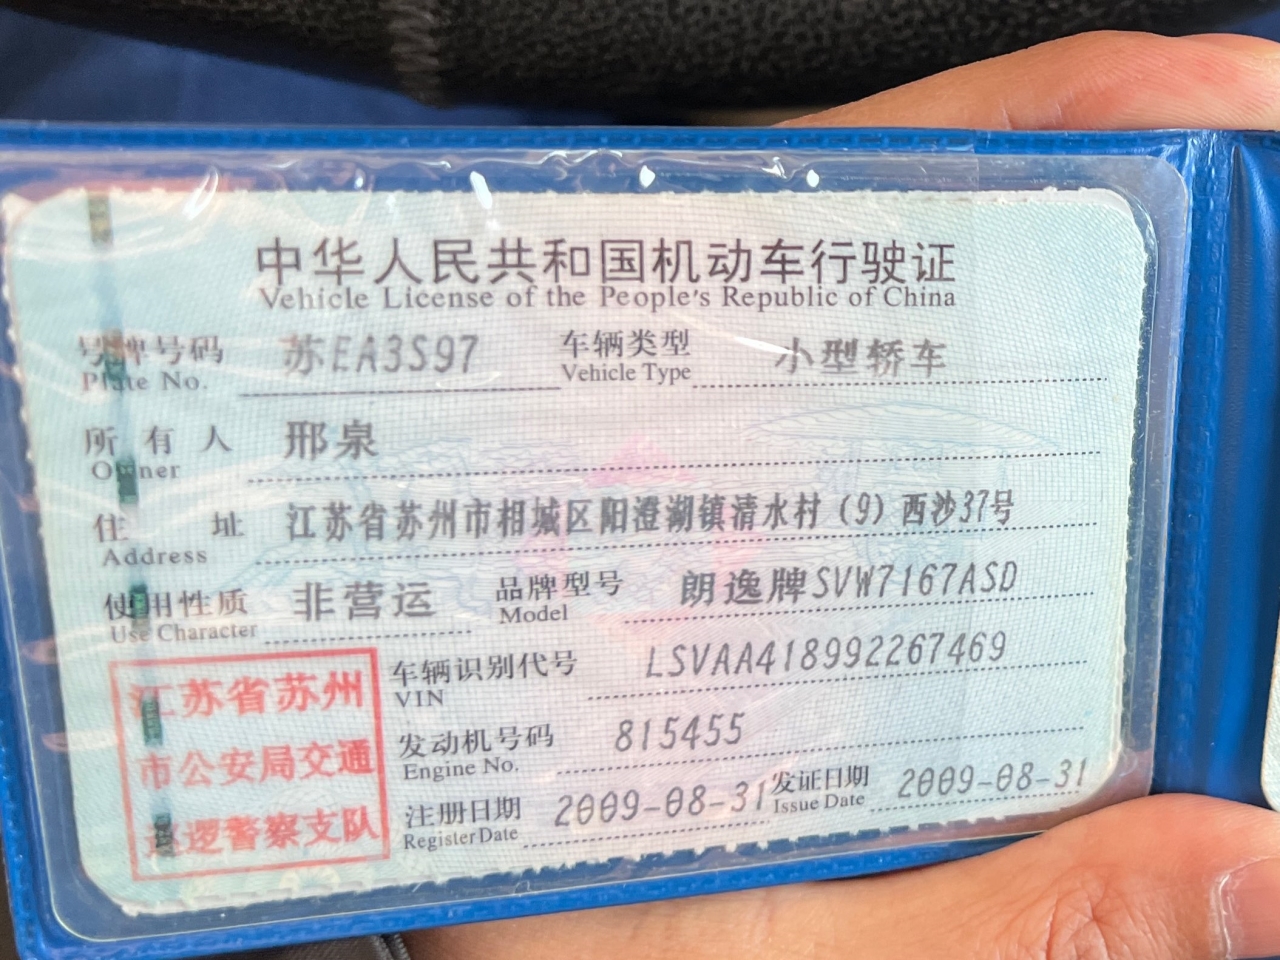 中华人民共和国机动车行驶证
Vehicle License of the People's Republic of China
号牌号码 苏EA3S97 车辆类型 小型轿车
Plate No. Vehicle Type
所有人 邢泉
Owner
住址 江苏省苏州市相城区阳澄湖镇清水村（9）西沙37号
Address
使用性质 非营运 品牌型号 朗逸牌SVW7167ASD
Use Character Model
车辆识别代号 LSVAA418992267469
VIN
发动机号码 815455
Engine No.
注册日期 2009-08-31 发证日期 2009-08-31
Register Date Issue Date
江苏省苏州
市公安局交通
巡逻警察支队